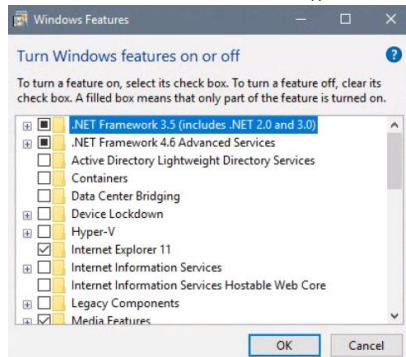 Windows Features
Turn Windows features on or off
To turn a feature on, select its check box. To turn a feature off, clear its
check box. A filled box means that only part of the feature is turned on.
.NET Framework 3.5 (includes .NET 2.0 and 3.0)
.NET Framework 4.6 Advanced Services
Active Directory Lightweight Directory Services
Containers
Data Center Bridging
Device Lockdown
Hyper-V
Internet Explorer 11
Internet Information Services
Internet Information Services Hostable Web Core
Legacy Components
Media Features
OK Cancel